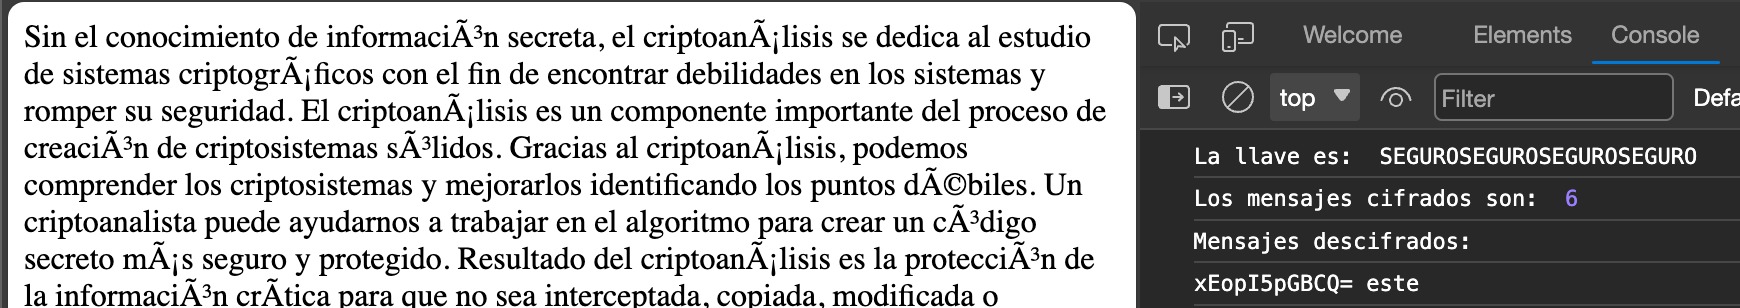 Sin el conocimiento de informaciÃ³n secreta, el criptoanÃ¡lisis se dedica al estudio
de sistemas criptogrÃ¡ficos con el fin de encontrar debilidades en los sistemas y
romper su seguridad. El criptoanÃ¡lisis es un componente importante del proceso de
creaciÃ³n de criptosistemas sÃ³lidos. Gracias al criptoanÃ¡lisis, podemos
comprender los criptosistemas y mejorarlos identificando los puntos dÃ©biles. Un
criptoanalista puede ayudarnos a trabajar en el algoritmo para crear un cÃ³digo
secreto mÃ¡s seguro y protegido. Resultado del criptoanÃ¡lisis es la protecciÃ³n de
la informaciÃ³n crÃ­tica para que no sea interceptada, copiada, modificada o
Welcome Elements Console
top Filter Defa
La llave es: SEGUROSEGUROSEGUROSEGURO
Los mensajes cifrados son: 6
Mensajes descifrados:
xEopI5pGBCQ= este